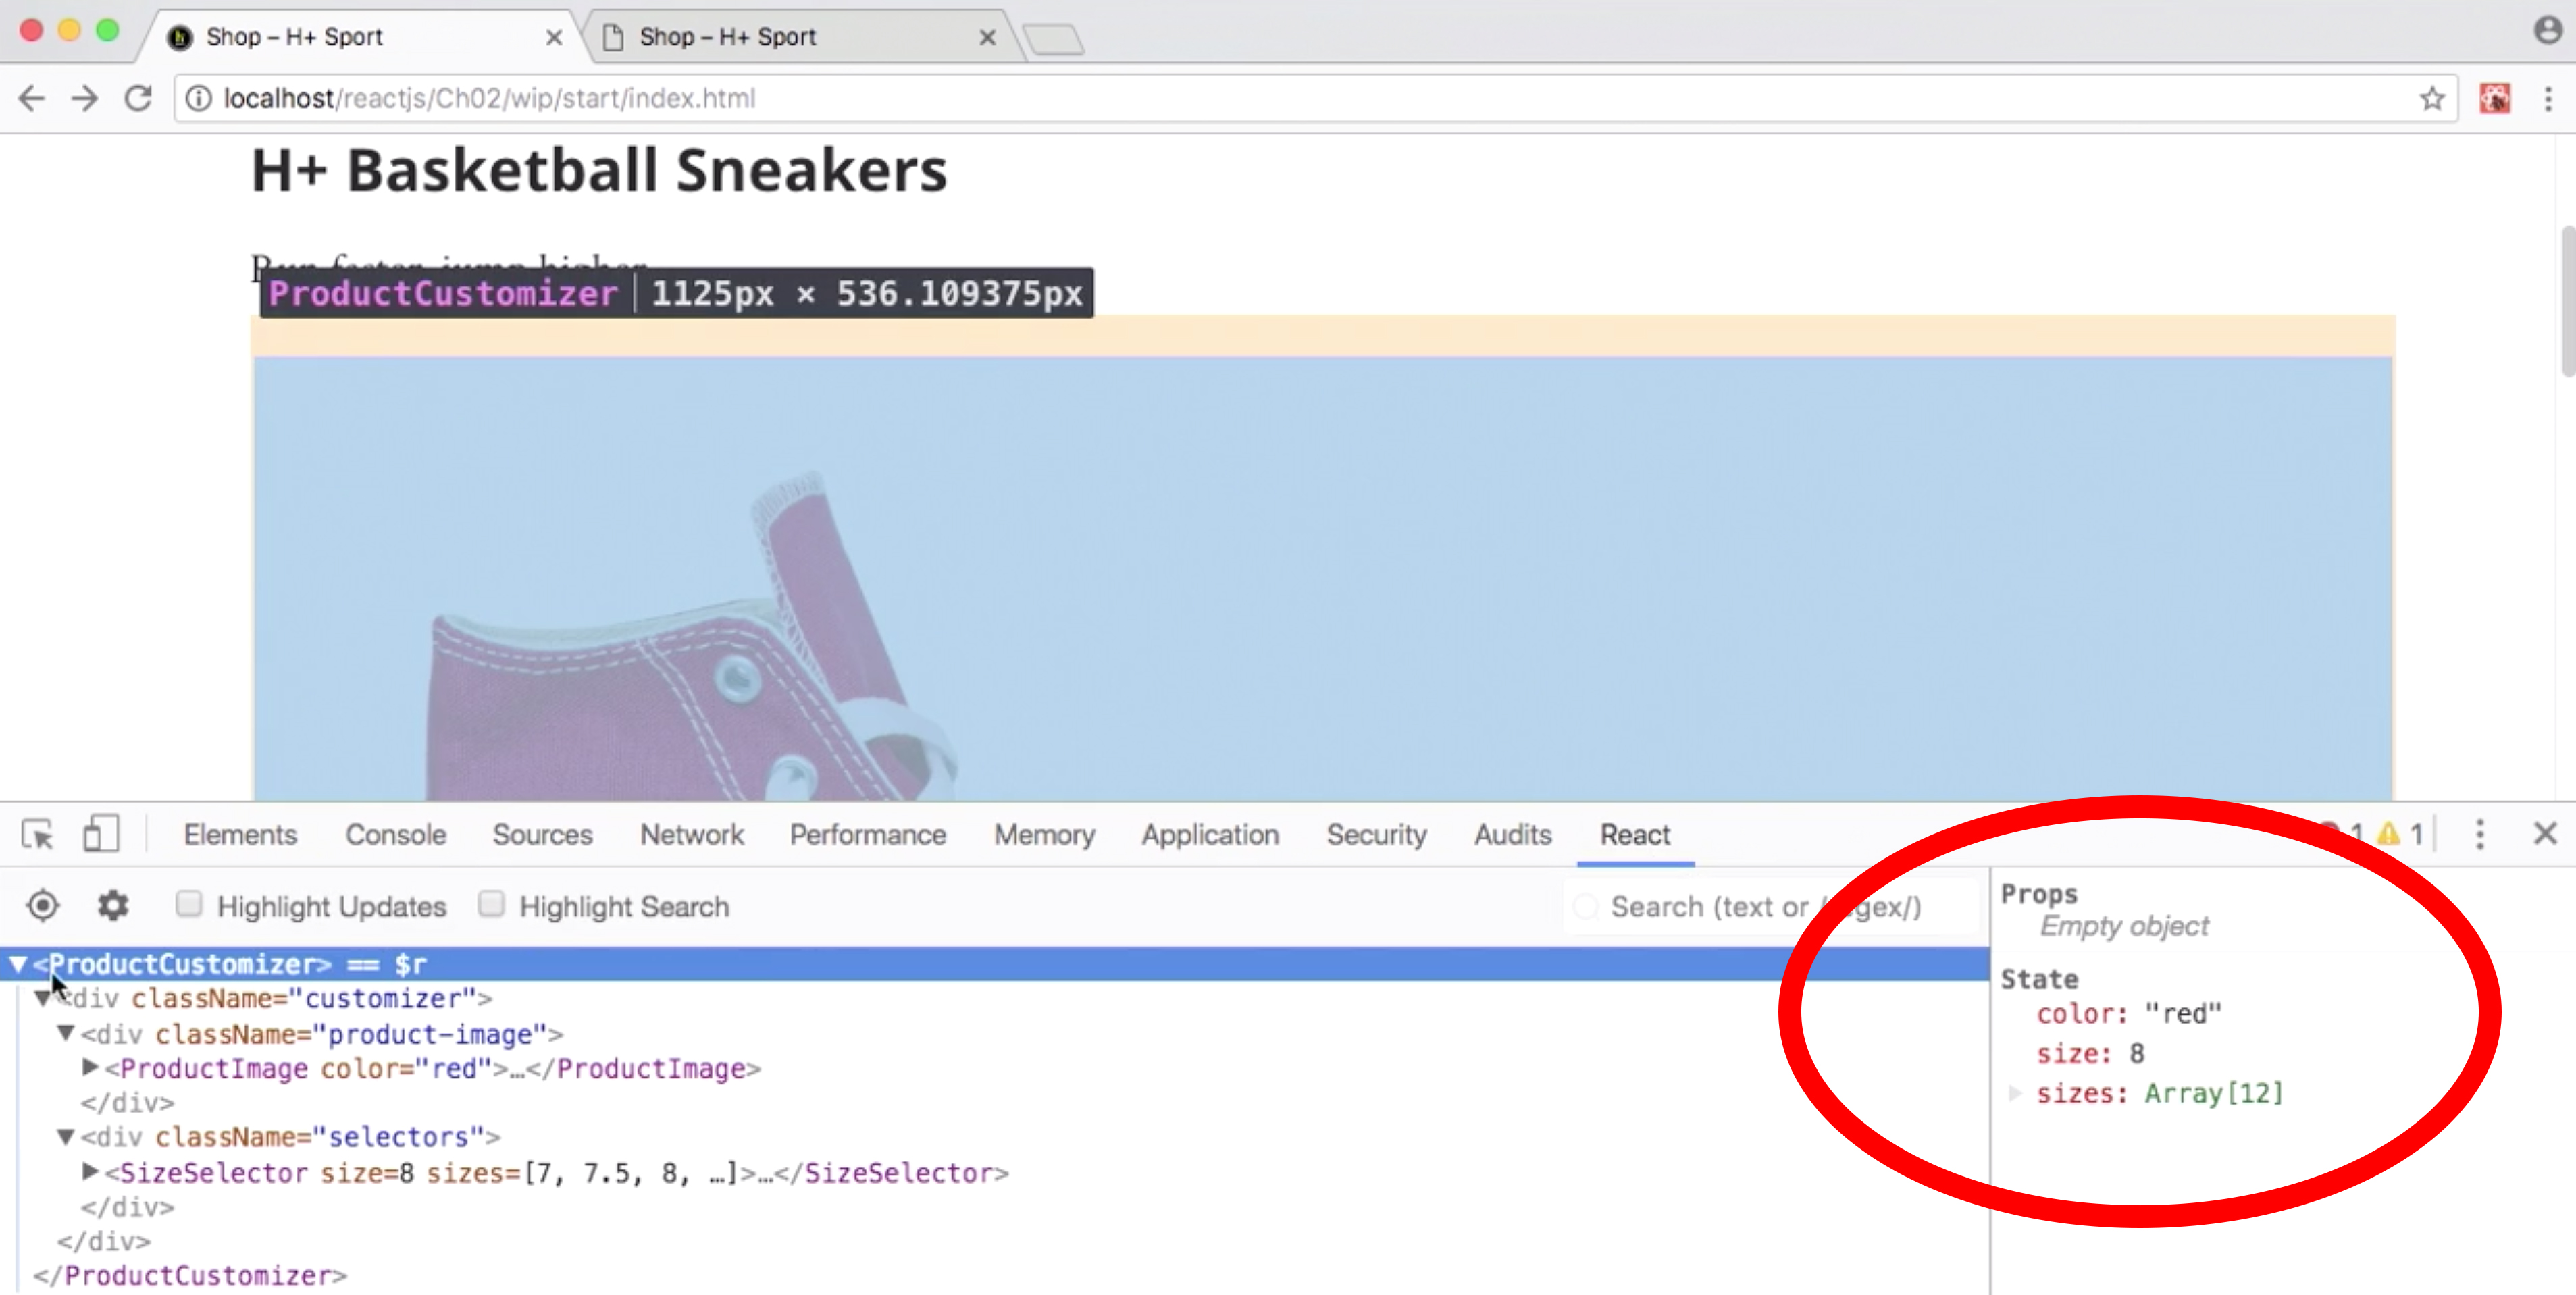 Shop – H+ Sport
Shop – H+ Sport
localhost/reactjs/Ch02/wip/start/index.html
H+ Basketball Sneakers
Run faster, jump higher
ProductCustomizer | 1125px × 536.109375px
Elements Console Sources Network Performance Memory Application Security Audits React 1 1
Highlight Updates Highlight Search Search (text or
Props
Empty object
<ProductCustomizer> == $r
State
<div className="customizer">
color: "red"
<div className="product-image">
size: 8
<ProductImage color="red">…</ProductImage>
sizes: Array[12]
</div>
<div className="selectors">
<SizeSelector size=8 sizes=[7, 7.5, 8, …]>…</SizeSelector>
</div>
</div>
</ProductCustomizer>